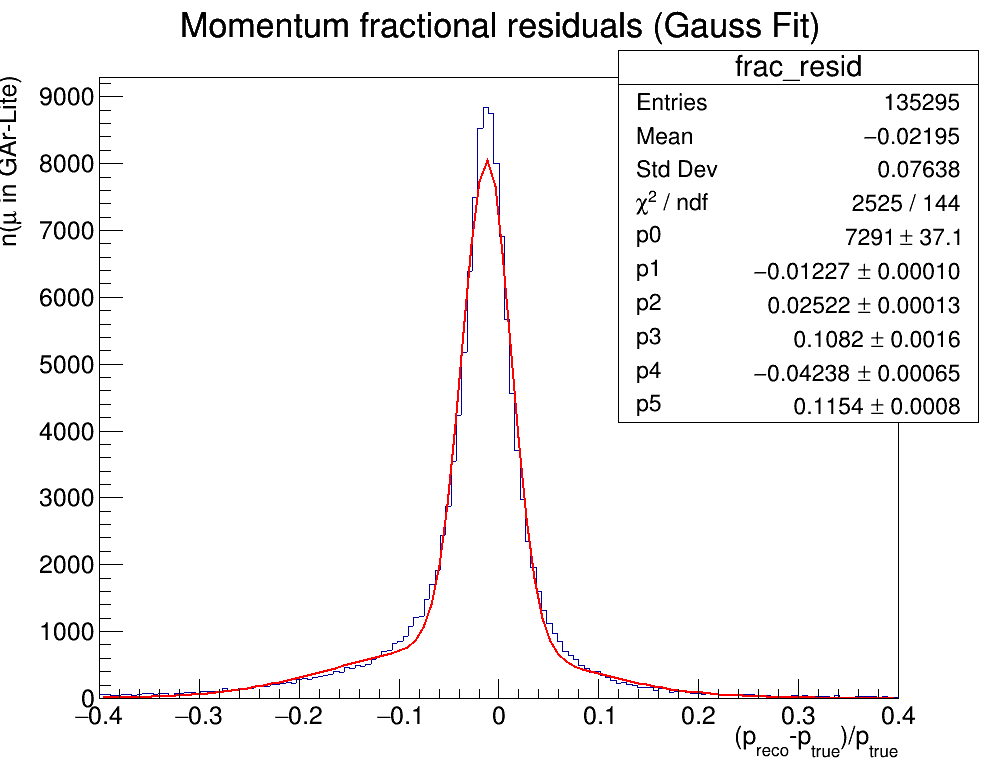 Momentum fractional residuals (Gauss Fit)
n(μ in GAr-Lite)
frac_resid
Entries 135295
Mean −0.02195
Std Dev 0.07638
χ² / ndf 2525 / 144
p0 7291 ± 37.1
p1 −0.01227 ± 0.00010
p2 0.02522 ± 0.00013
p3 0.1082 ± 0.0016
p4 −0.04238 ± 0.00065
p5 0.1154 ± 0.0008
9000
8000
7000
6000
5000
4000
3000
2000
1000
0
−0.4 −0.3 −0.2 −0.1 0 0.1 0.2 0.3 0.4
(p_reco-p_true)/p_true